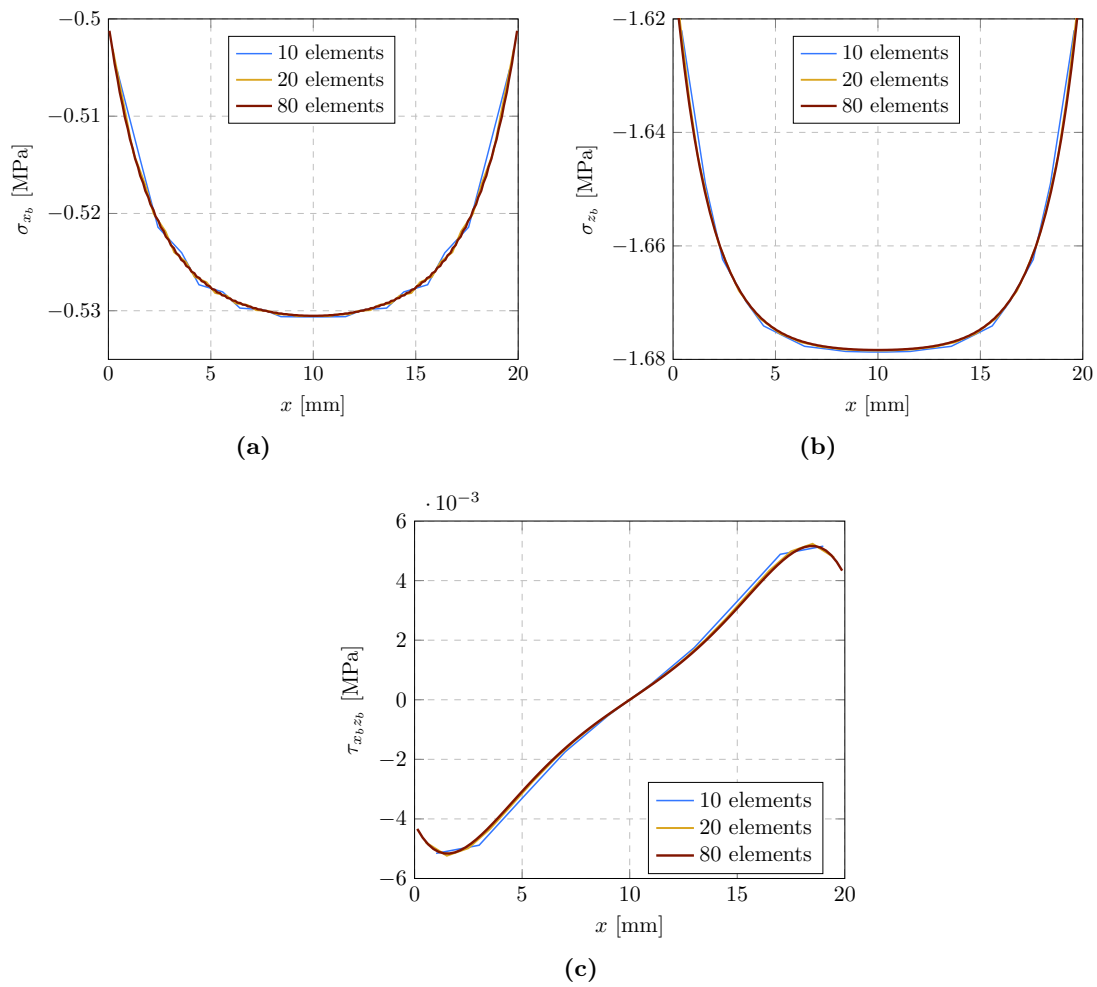 −0.5
−0.51
−0.52
−0.53
0
5
10
15
20
x [mm]
σ_{x_b} [MPa]
10 elements
20 elements
80 elements
(a)
−1.62
−1.64
−1.66
−1.68
0
5
10
15
20
x [mm]
σ_{z_b} [MPa]
10 elements
20 elements
80 elements
(b)
· 10^{−3}
6
4
2
0
−2
−4
−6
0
5
10
15
20
x [mm]
τ_{x_b z_b} [MPa]
10 elements
20 elements
80 elements
(c)